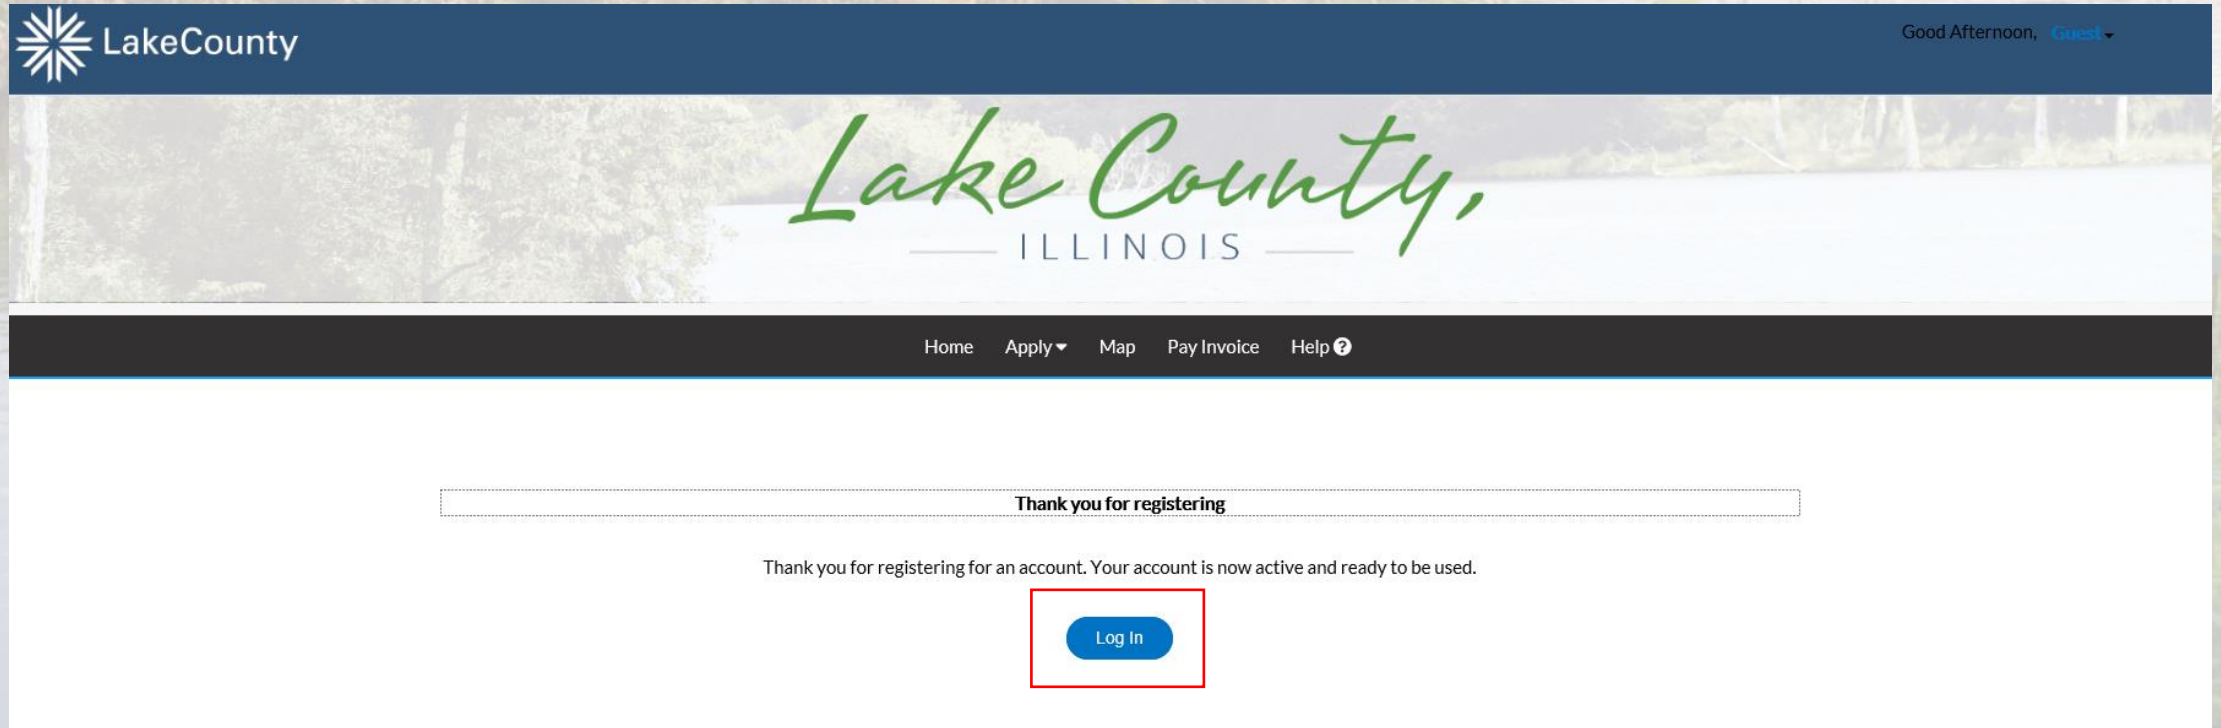 LakeCounty
Good Afternoon, Guest
Lake County,
ILLINOIS
Home Apply Map Pay Invoice Help ?
Thank you for registering
Thank you for registering for an account. Your account is now active and ready to be used.
Log In